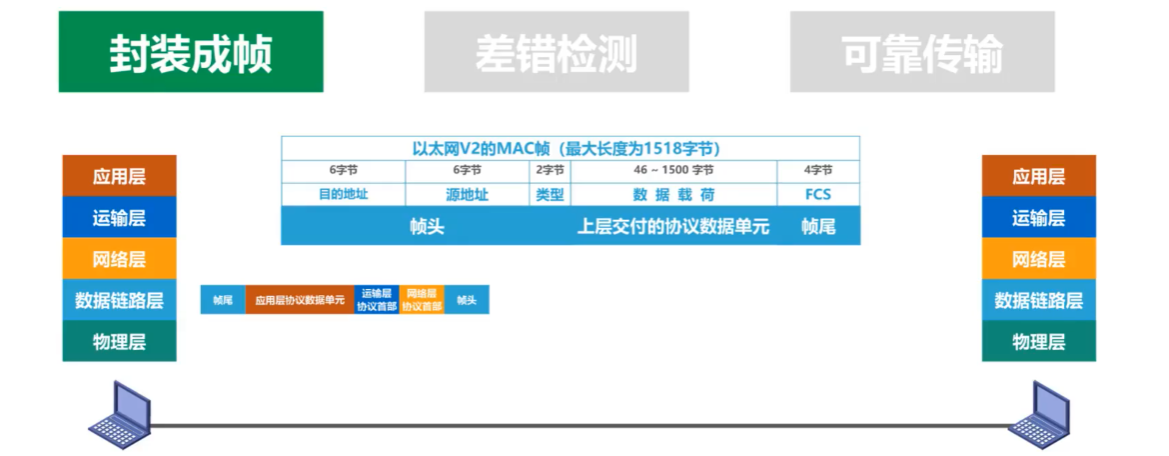 封装成帧
差错检测
可靠传输
以太网V2的MAC帧（最大长度为1518字节）
6字节 6字节 2字节 46 ~ 1500 字节 4字节
目的地址 源地址 类型 数 据 载 荷 FCS
帧头 上层交付的协议数据单元 帧尾
应用层
运输层
网络层
数据链路层
物理层
帧尾 应用层协议数据单元 运输层协议首部 网络层协议首部 帧头
应用层
运输层
网络层
数据链路层
物理层